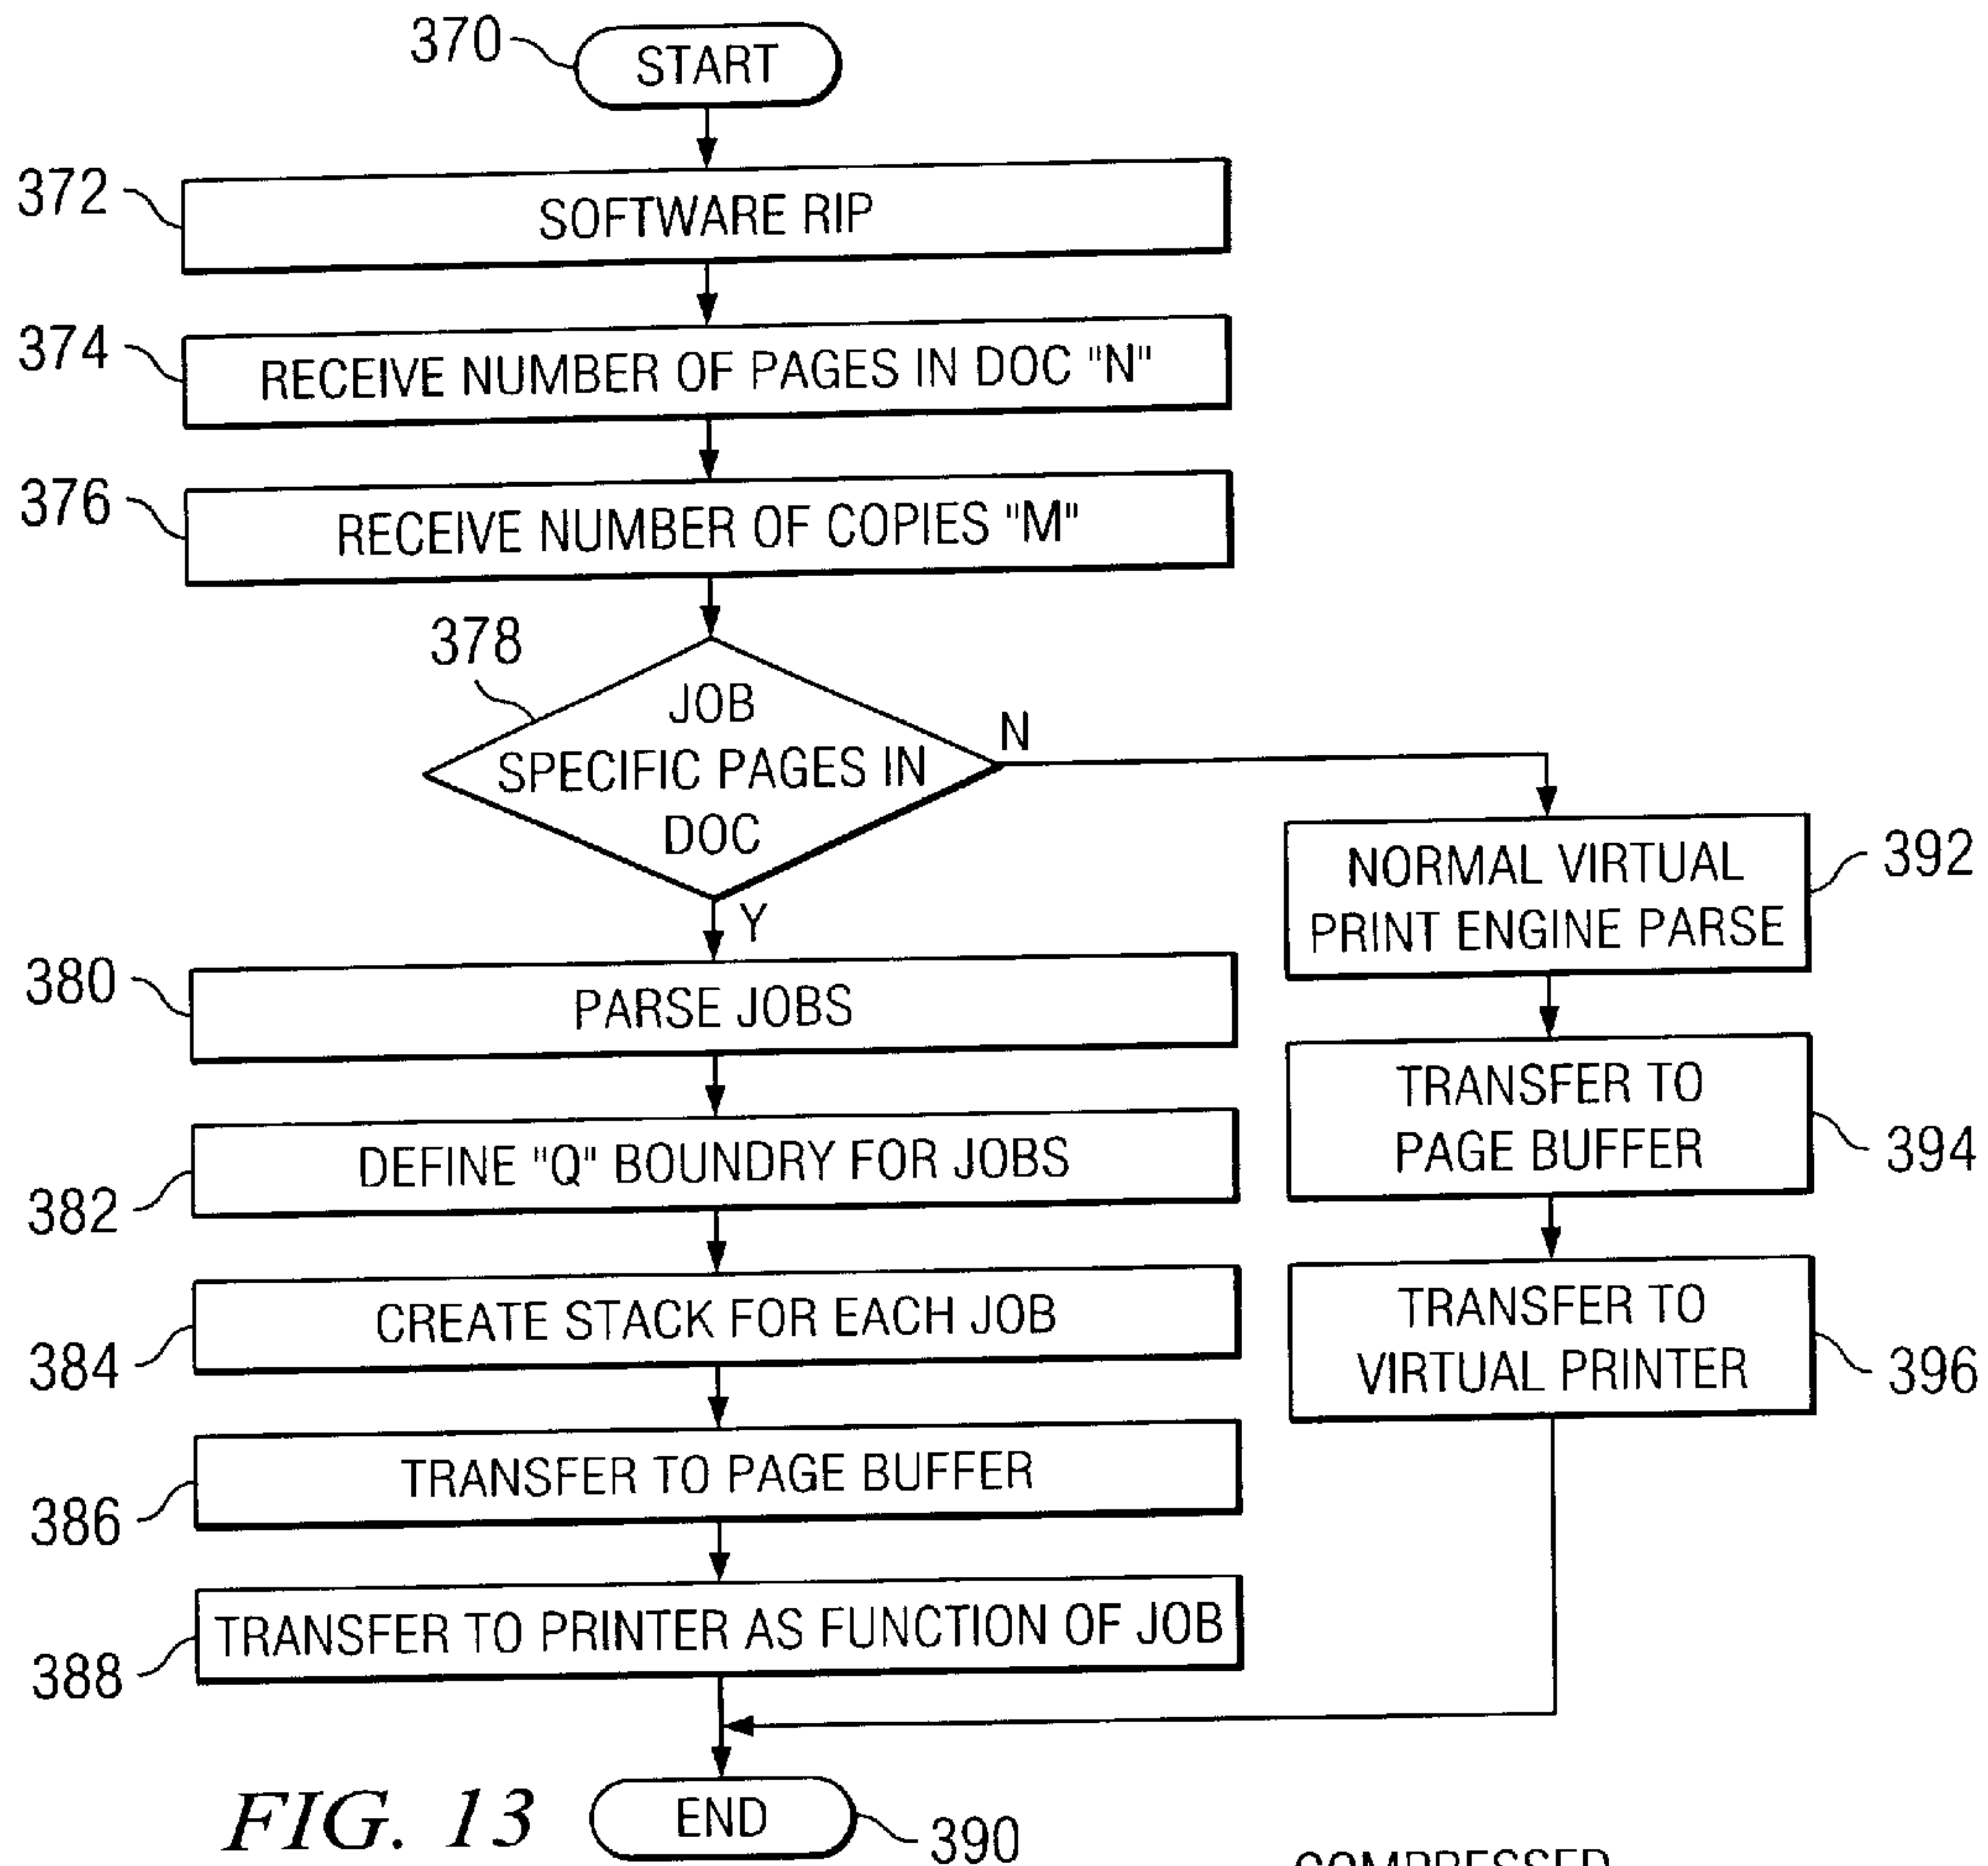 370
START
372
SOFTWARE RIP
374
RECEIVE NUMBER OF PAGES IN DOC "N"
376
RECEIVE NUMBER OF COPIES "M"
378
JOB
SPECIFIC PAGES IN
DOC
N
Y
392
NORMAL VIRTUAL
PRINT ENGINE PARSE
380
PARSE JOBS
394
TRANSFER TO
PAGE BUFFER
382
DEFINE "Q" BOUNDRY FOR JOBS
384
CREATE STACK FOR EACH JOB
396
TRANSFER TO
VIRTUAL PRINTER
386
TRANSFER TO PAGE BUFFER
388
TRANSFER TO PRINTER AS FUNCTION OF JOB
FIG. 13
END
390
COMPRESSED